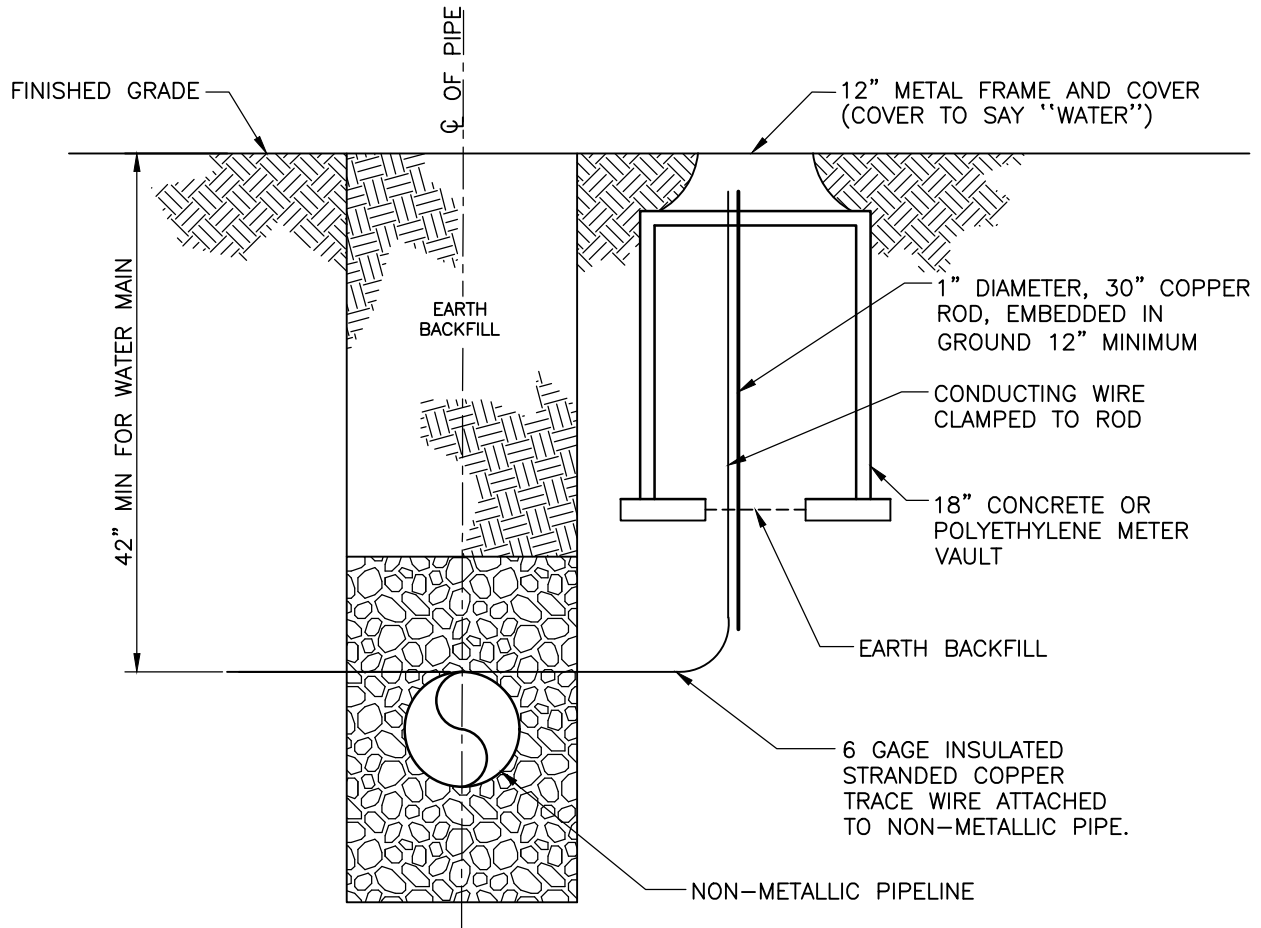 ℄ OF PIPE
FINISHED GRADE
12" METAL FRAME AND COVER
(COVER TO SAY ‘‘WATER")
42" MIN FOR WATER MAIN
EARTH
BACKFILL
1" DIAMETER, 30" COPPER
ROD, EMBEDDED IN
GROUND 12" MINIMUM
CONDUCTING WIRE
CLAMPED TO ROD
18" CONCRETE OR
POLYETHYLENE METER
VAULT
EARTH BACKFILL
6 GAGE INSULATED
STRANDED COPPER
TRACE WIRE ATTACHED
TO NON-METALLIC PIPE.
NON-METALLIC PIPELINE